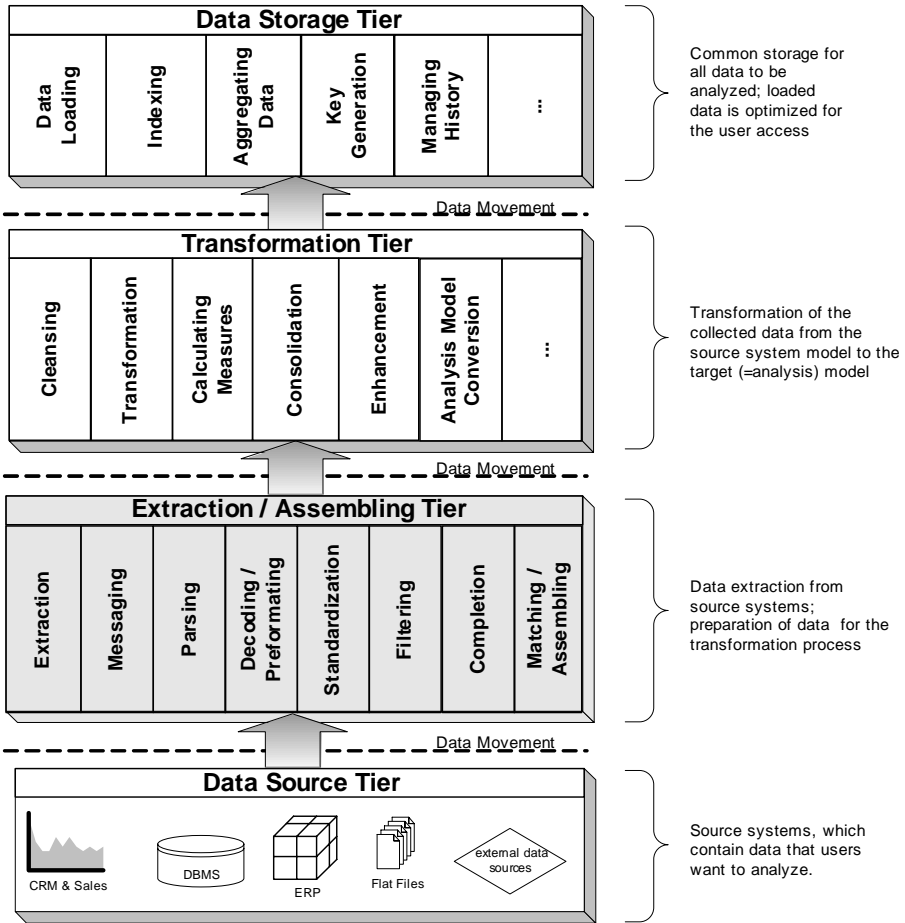 Data Storage Tier
Data
Loading
Indexing
Aggregating
Data
Key
Generation
Managing
History
...
Common storage for
all data to be
analyzed; loaded
data is optimized for
the user access
Data Movement
Transformation Tier
Cleansing
Transformation
Calculating
Measures
Consolidation
Enhancement
Analysis Model
Conversion
...
Transformation of the
collected data from the
source system model to the
target (=analysis) model
Data Movement
Extraction / Assembling Tier
Extraction
Messaging
Parsing
Decoding /
Preformating
Standardization
Filtering
Completion
Matching /
Assembling
Data extraction from
source systems;
preparation of data for the
transformation process
Data Movement
Data Source Tier
CRM & Sales
DBMS
ERP
Flat Files
external data
sources
Source systems, which
contain data that users
want to analyze.